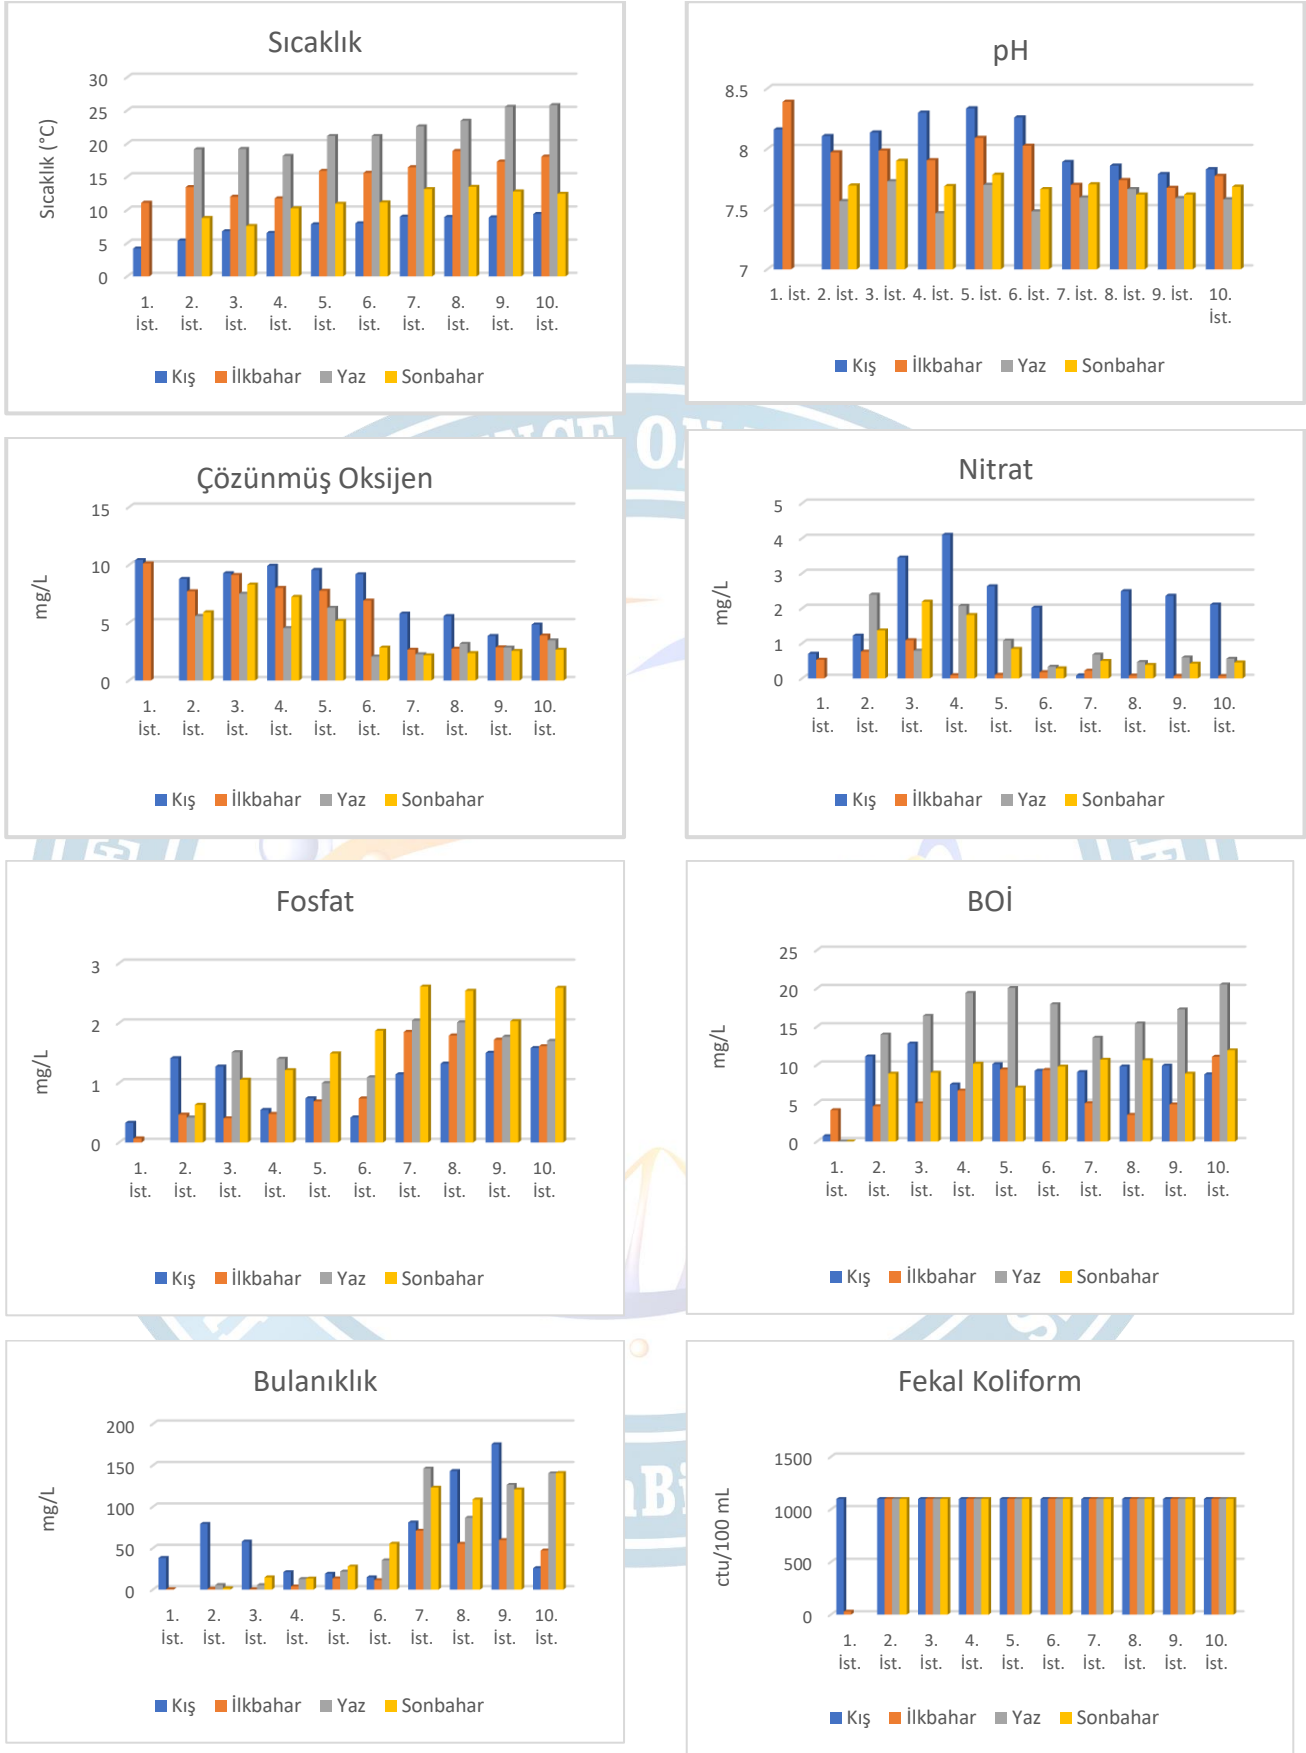 Sıcaklık
Sıcaklık (°C)
30
25
20
15
10
5
0
1. 2. 3. 4. 5. 6. 7. 8. 9. 10.
İst. İst. İst. İst. İst. İst. İst. İst. İst. İst.
Kış İlkbahar Yaz Sonbahar
pH
8.5
8
7.5
7
1. İst. 2. İst. 3. İst. 4. İst. 5. İst. 6. İst. 7. İst. 8. İst. 9. İst. 10.
İst.
Kış İlkbahar Yaz Sonbahar
Çözünmüş Oksijen
mg/L
15
10
5
0
1. 2. 3. 4. 5. 6. 7. 8. 9. 10.
İst. İst. İst. İst. İst. İst. İst. İst. İst. İst.
Kış İlkbahar Yaz Sonbahar
Nitrat
mg/L
5
4
3
2
1
0
1. 2. 3. 4. 5. 6. 7. 8. 9. 10.
İst. İst. İst. İst. İst. İst. İst. İst. İst. İst.
Kış İlkbahar Yaz Sonbahar
Fosfat
mg/L
3
2
1
0
1. 2. 3. 4. 5. 6. 7. 8. 9. 10.
İst. İst. İst. İst. İst. İst. İst. İst. İst. İst.
Kış İlkbahar Yaz Sonbahar
BOİ
mg/L
25
20
15
10
5
0
1. 2. 3. 4. 5. 6. 7. 8. 9. 10.
İst. İst. İst. İst. İst. İst. İst. İst. İst. İst.
Kış İlkbahar Yaz Sonbahar
Bulanıklık
mg/L
200
150
100
50
0
1. 2. 3. 4. 5. 6. 7. 8. 9. 10.
İst. İst. İst. İst. İst. İst. İst. İst. İst. İst.
Kış İlkbahar Yaz Sonbahar
Fekal Koliform
ctu/100 mL
1500
1000
500
0
1. 2. 3. 4. 5. 6. 7. 8. 9. 10.
İst. İst. İst. İst. İst. İst. İst. İst. İst. İst.
Kış İlkbahar Yaz Sonbahar